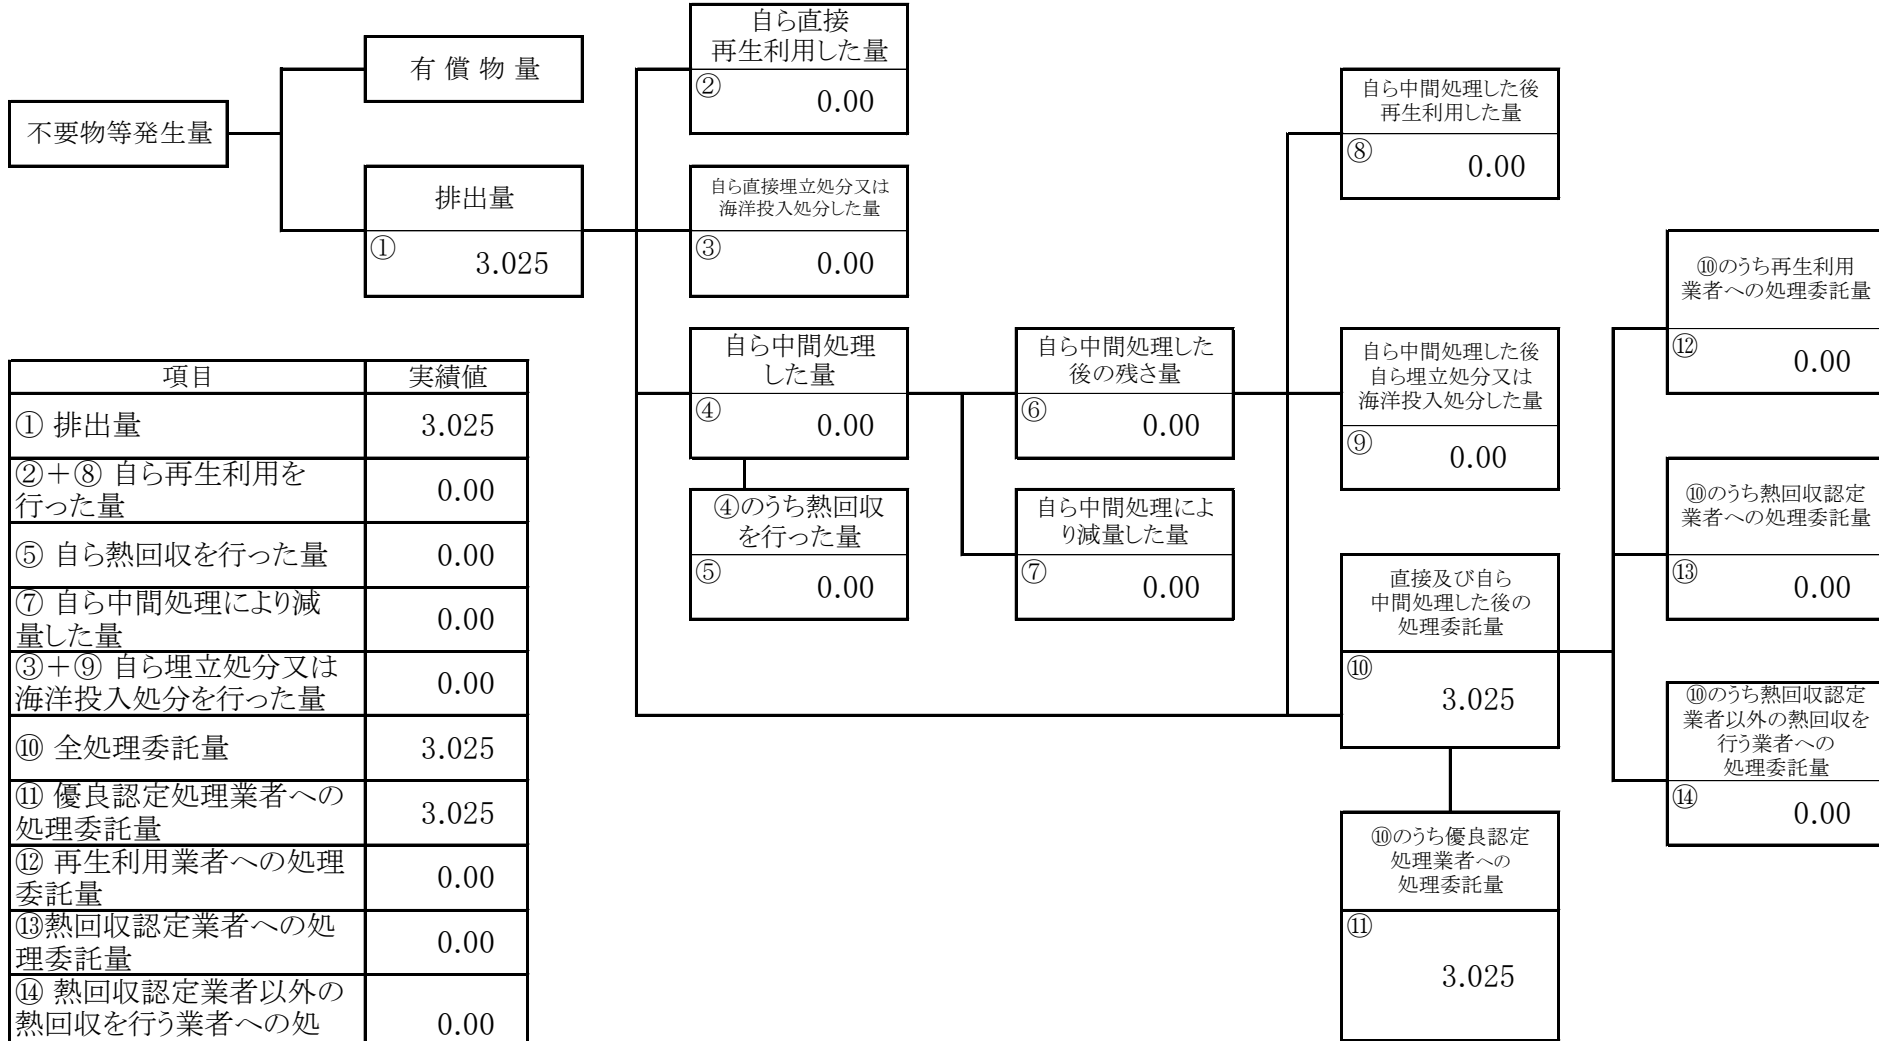 不要物等発生量
有 償 物 量
排出量
①
3.025
自ら直接
再生利用した量
②
0.00
自ら直接埋立処分又は
海洋投入処分した量
③
0.00
自ら中間処理
した量
④
0.00
④のうち熱回収
を行った量
⑤
0.00
自ら中間処理した
後の残さ量
⑥
0.00
自ら中間処理によ
り減量した量
⑦
0.00
自ら中間処理した後
再生利用した量
⑧
0.00
自ら中間処理した後
自ら埋立処分又は
海洋投入処分した量
⑨
0.00
直接及び自ら
中間処理した後の
処理委託量
⑩
3.025
⑩のうち優良認定
処理業者への
処理委託量
⑪
3.025
⑩のうち再生利用
業者への処理委託量
⑫
0.00
⑩のうち熱回収認定
業者への処理委託量
⑬
0.00
⑩のうち熱回収認定
業者以外の熱回収を
行う業者への
処理委託量
⑭
0.00
項目 実績値
① 排出量 3.025
②+⑧ 自ら再生利用を
行った量 0.00
⑤ 自ら熱回収を行った量 0.00
⑦ 自ら中間処理により減
量した量 0.00
③+⑨ 自ら埋立処分又は
海洋投入処分を行った量 0.00
⑩ 全処理委託量 3.025
⑪ 優良認定処理業者への
処理委託量 3.025
⑫ 再生利用業者への処理
委託量 0.00
⑬熱回収認定業者への処
理委託量 0.00
⑭ 熱回収認定業者以外の
熱回収を行う業者への処 0.00